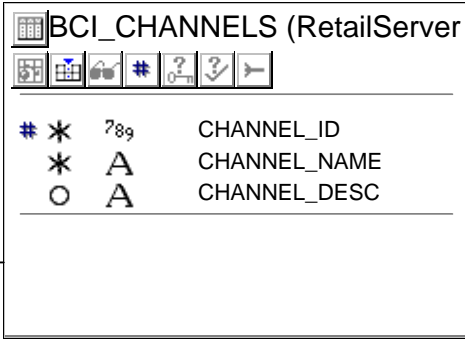 BCI_CHANNELS (RetailServer
# * 789 CHANNEL_ID
* A CHANNEL_NAME
O A CHANNEL_DESC